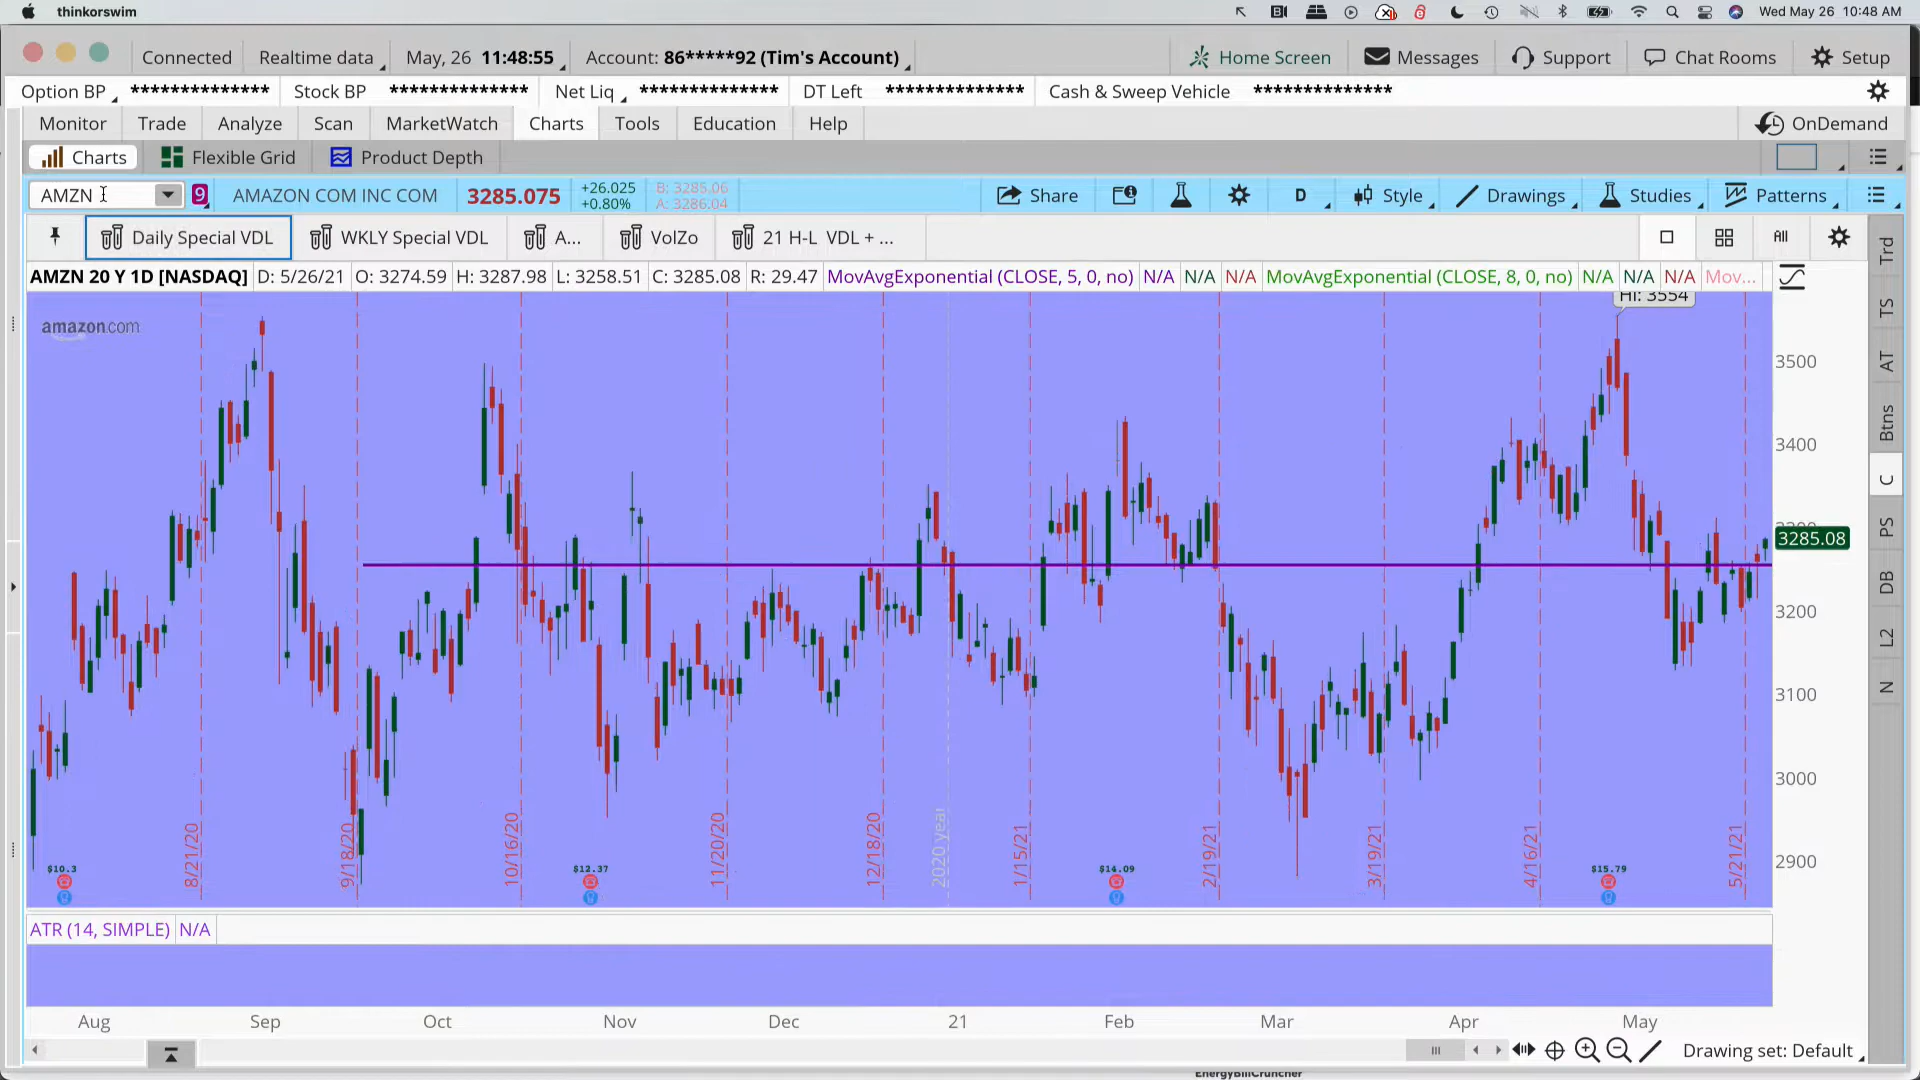 thinkorswim Wed May 26 10:48 AM
Connected Realtime data May, 26 11:48:55 Account: 86*****92 (Tim's Account) Home Screen Messages Support Chat Rooms Setup
Option BP ************** Stock BP ************** Net Liq ************** DT Left ************** Cash & Sweep Vehicle **************
Monitor Trade Analyze Scan MarketWatch Charts Tools Education Help OnDemand
Charts Flexible Grid Product Depth
AMZN 9 AMAZON COM INC COM 3285.075 +26.025 +0.80% B: 3285.06 A: 3286.04 Share D Style Drawings Studies Patterns
Daily Special VDL WKLY Special VDL A... VolZo 21 H-L VDL + ... All
AMZN 20 Y 1D [NASDAQ] D: 5/26/21 O: 3274.59 H: 3287.98 L: 3258.51 C: 3285.08 R: 29.47 MovAvgExponential (CLOSE, 5, 0, no) N/A N/A N/A MovAvgExponential (CLOSE, 8, 0, no) N/A N/A N/A Mov...
Hi: 3554
amazon.com
3500
3400
3285.08
3200
3100
3000
2900
8/21/20 9/18/20 10/16/20 11/20/20 12/18/20 2020 year 1/15/21 2/19/21 3/19/21 4/16/21 5/21/21
$10.3 $12.37 $14.09 $15.79
ATR (14, SIMPLE) N/A
Aug Sep Oct Nov Dec 21 Feb Mar Apr May
Drawing set: Default
Trd
TS
AT
Btns
C
PS
DB
L2
N
EnergyBillCruncher